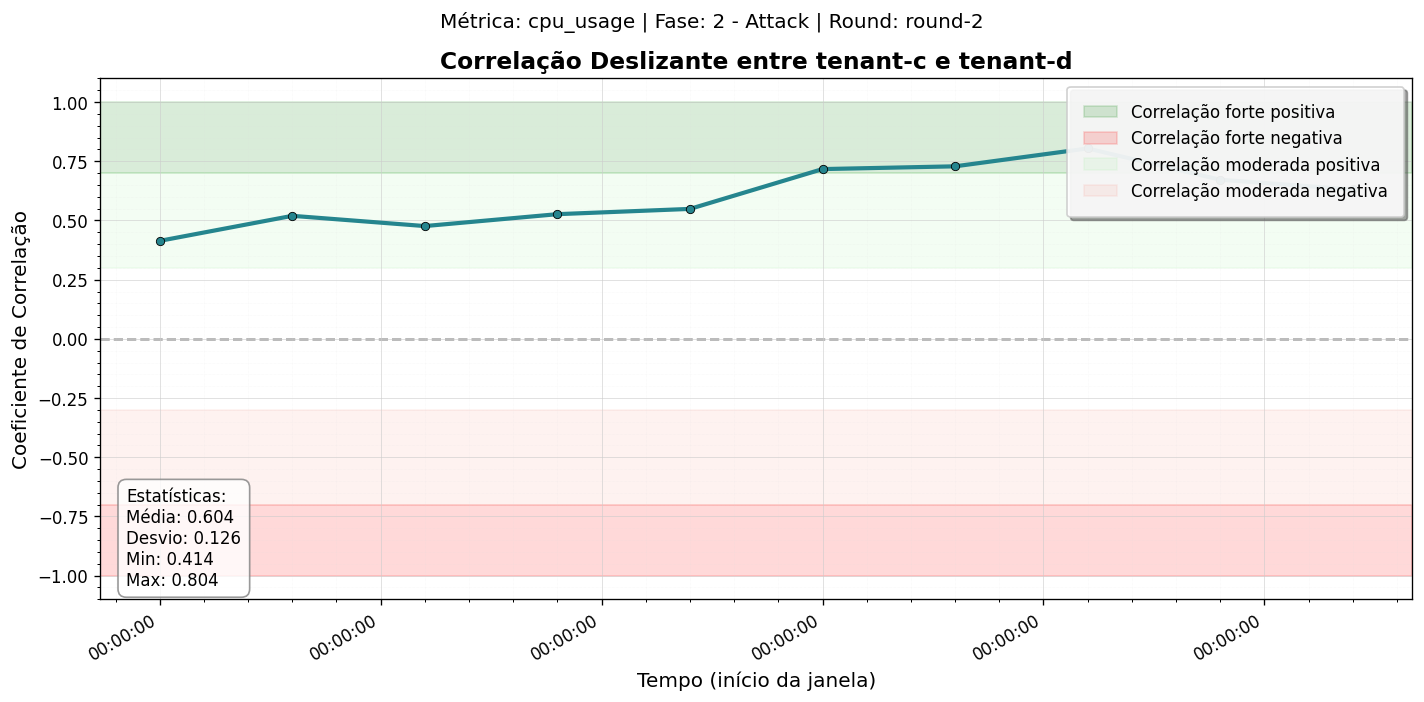 Métrica: cpu_usage | Fase: 2 - Attack | Round: round-2
Correlação Deslizante entre tenant-c e tenant-d
Coeficiente de Correlação
1.00
0.75
0.50
0.25
0.00
−0.25
−0.50
−0.75
−1.00
Correlação forte positiva
Correlação forte negativa
Correlação moderada positiva
Correlação moderada negativa
Estatísticas:
Média: 0.604
Desvio: 0.126
Min: 0.414
Max: 0.804
00:00:00
00:00:00
00:00:00
00:00:00
00:00:00
00:00:00
Tempo (início da janela)